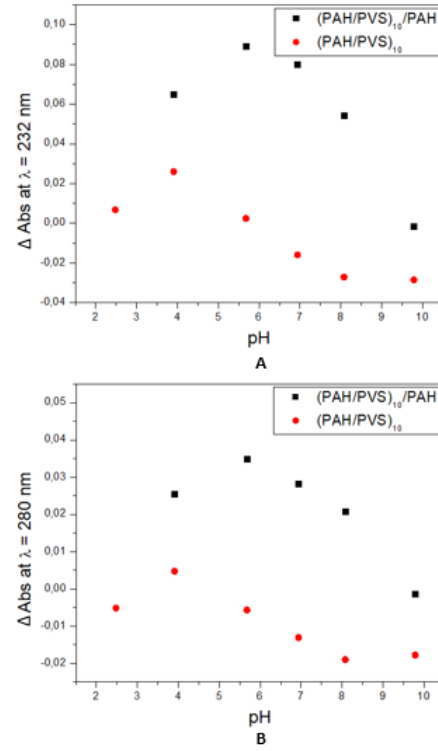 (PAH/PVS)₁₀/PAH
(PAH/PVS)₁₀
0,10
0,08
0,06
0,04
0,02
0,00
-0,02
-0,04
Δ Abs at λ = 232 nm
2 3 4 5 6 7 8 9 10
pH
A
(PAH/PVS)₁₀/PAH
(PAH/PVS)₁₀
0,05
0,04
0,03
0,02
0,01
0,00
-0,01
-0,02
Δ Abs at λ = 280 nm
2 3 4 5 6 7 8 9 10
pH
B